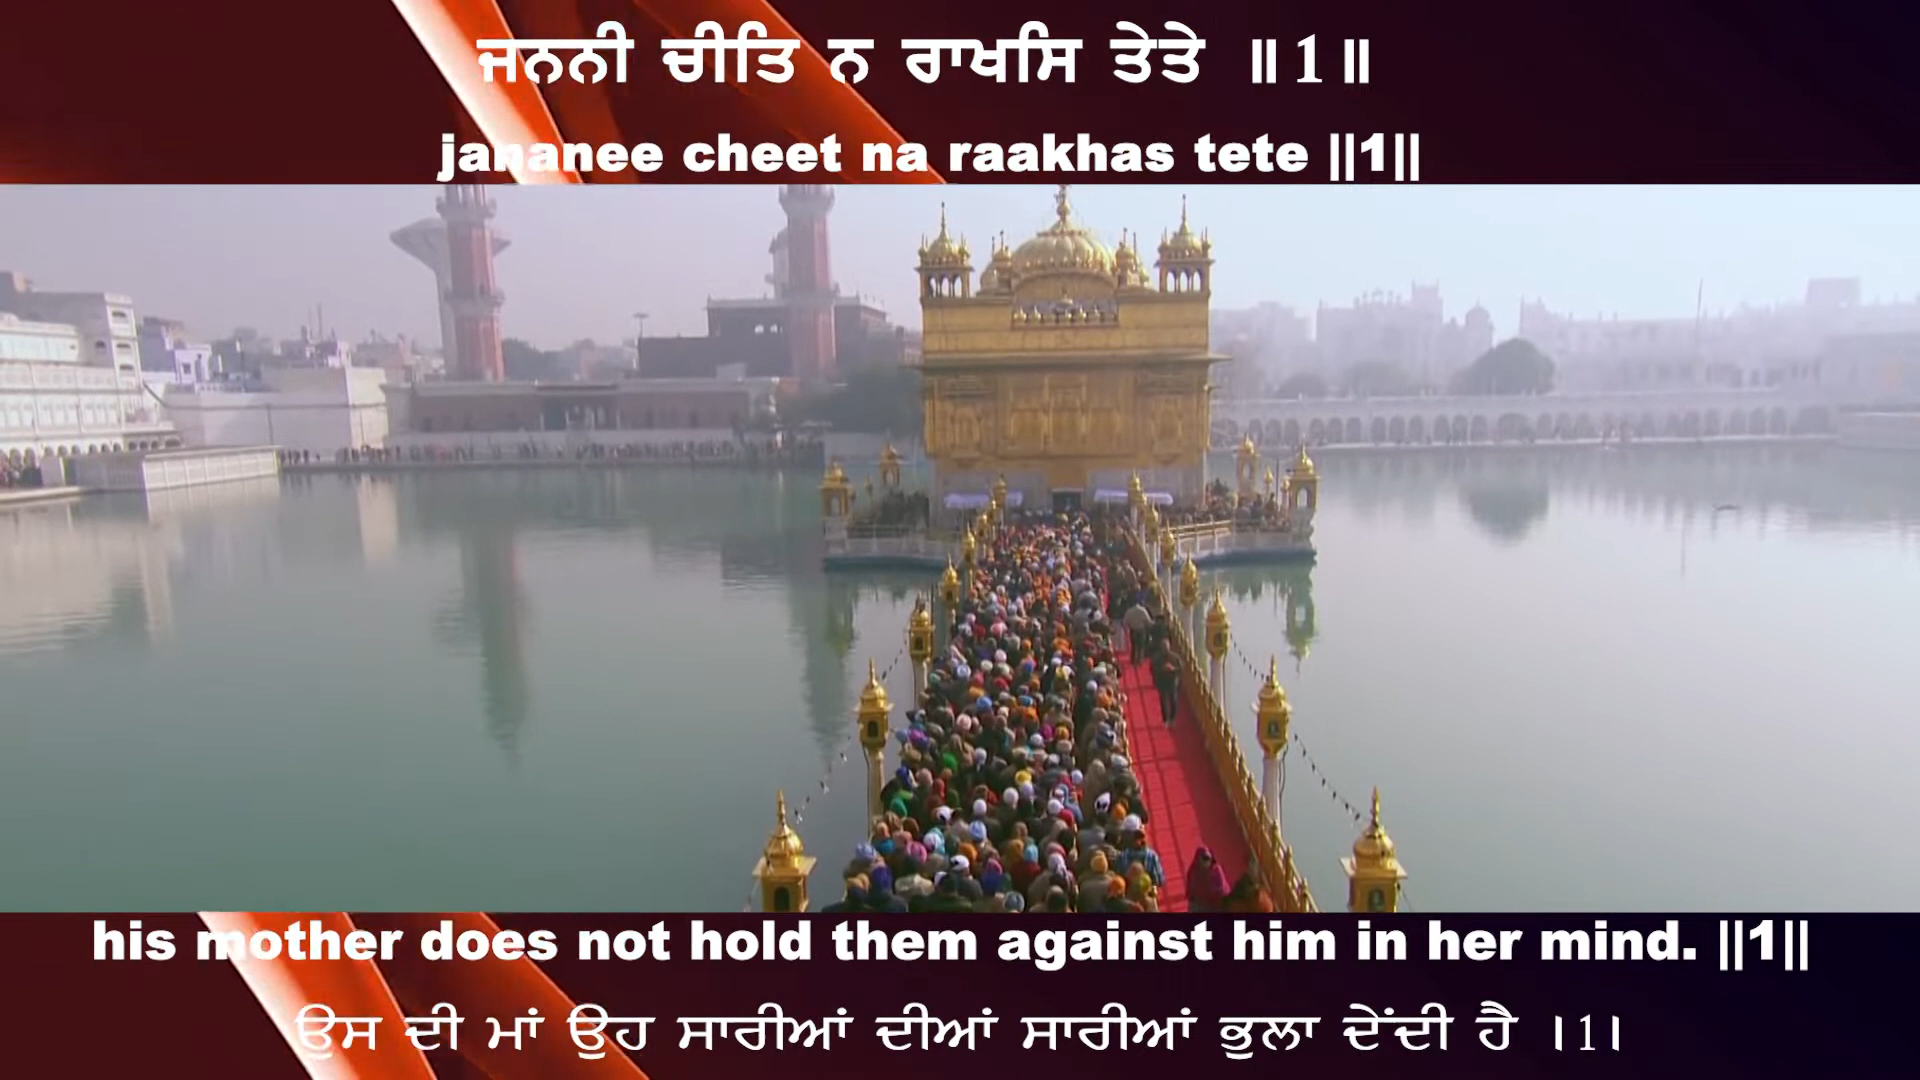 ਜਨਨੀ ਚੀਤਿ ਨ ਰਾਖਸਿ ਤੇਤੇ ॥1॥
jananee cheet na raakhas tete ||1||
his mother does not hold them against him in her mind. ||1||
ਉਸ ਦੀ ਮਾਂ ਉਹ ਸਾਰੀਆਂ ਦੀਆਂ ਸਾਰੀਆਂ ਭੁਲਾ ਦੇਂਦੀ ਹੈ ।1।